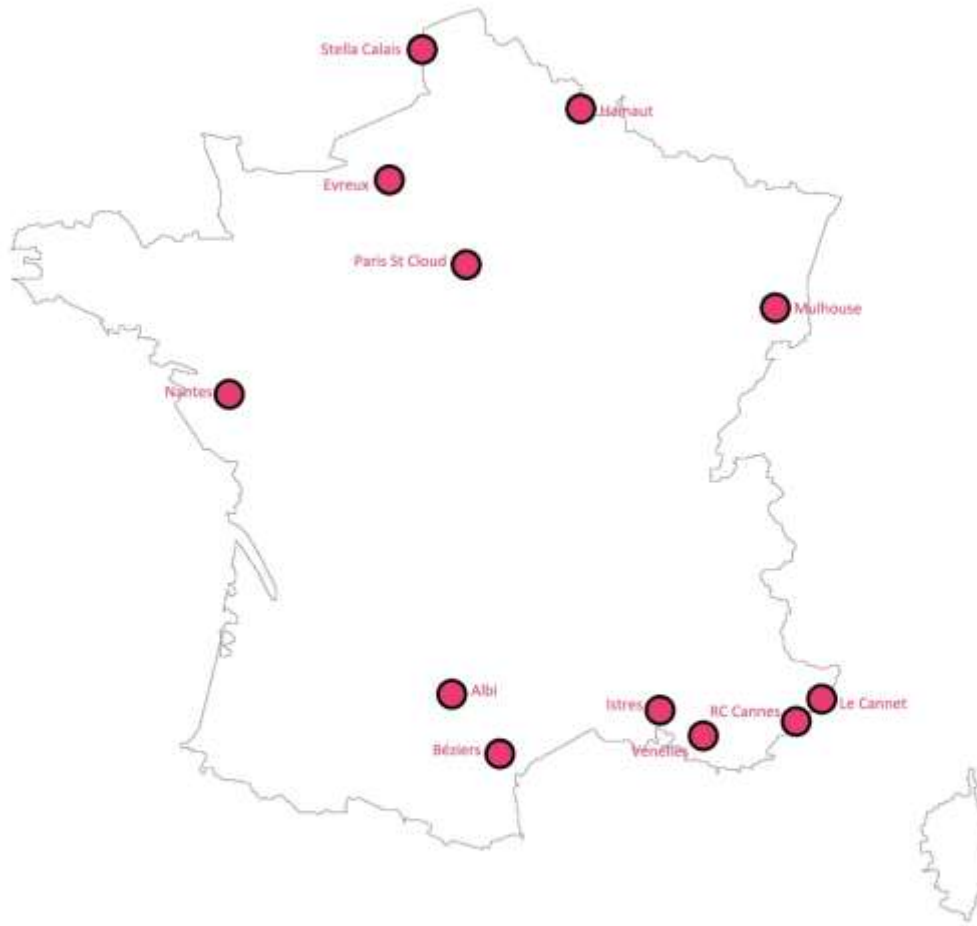 Stella Calais
Hainaut
Evreux
Paris St Cloud
Mulhouse
Nantes
Albi
Istres
RC Cannes
Le Cannet
Béziers
Venelles